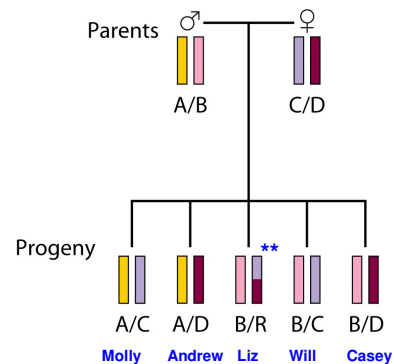 Parents ♂ ♀
A/B C/D
Progeny **
A/C A/D B/R B/C B/D
Molly Andrew Liz Will Casey